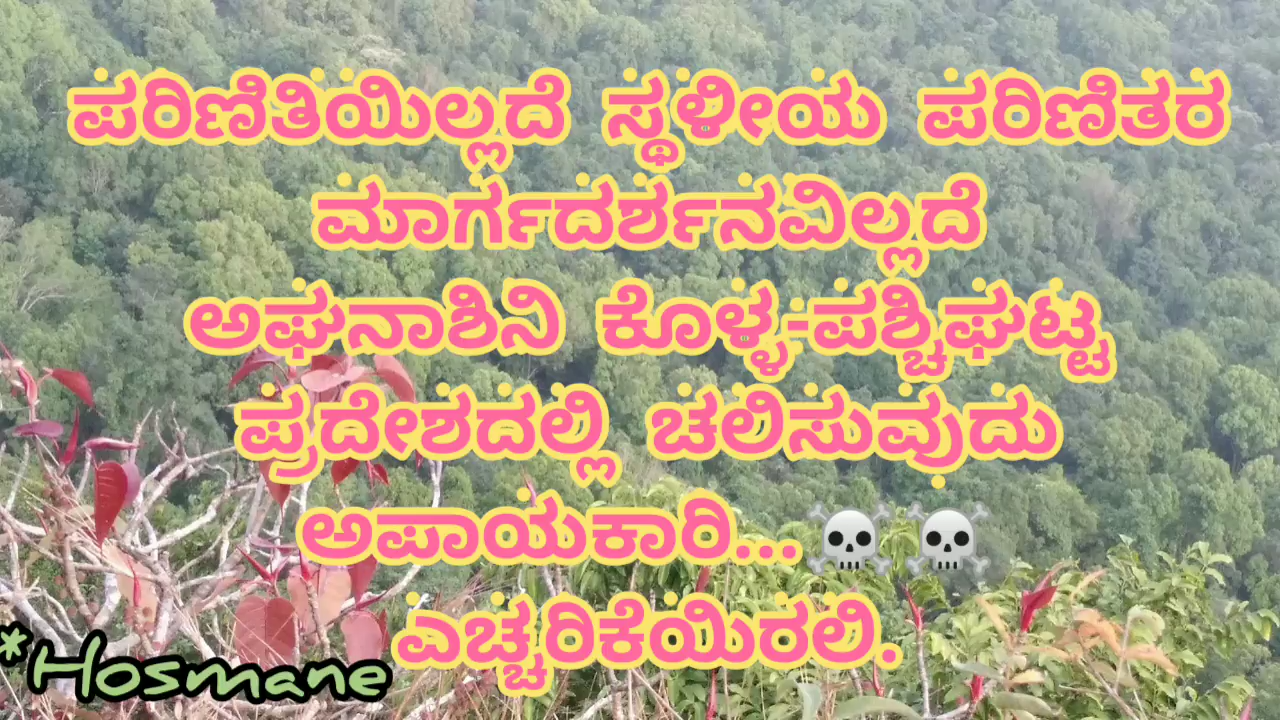 ಪರಿಣಿತಿಯಿಲ್ಲದೆ ಸ್ಥಳೀಯ ಪರಿಣಿತರ
ಮಾರ್ಗದರ್ಶನವಿಲ್ಲದೆ
ಅಘನಾಶಿನಿ ಕೊಳ್ಳ-ಪಶ್ಚಿಘಟ್ಟ
ಪ್ರದೇಶದಲ್ಲಿ ಚಲಿಸುವುದು
ಅಪಾಯಕಾರಿ...☠☠
ಎಚ್ಚರಿಕೆಯಿರಲಿ.
*Hosmane